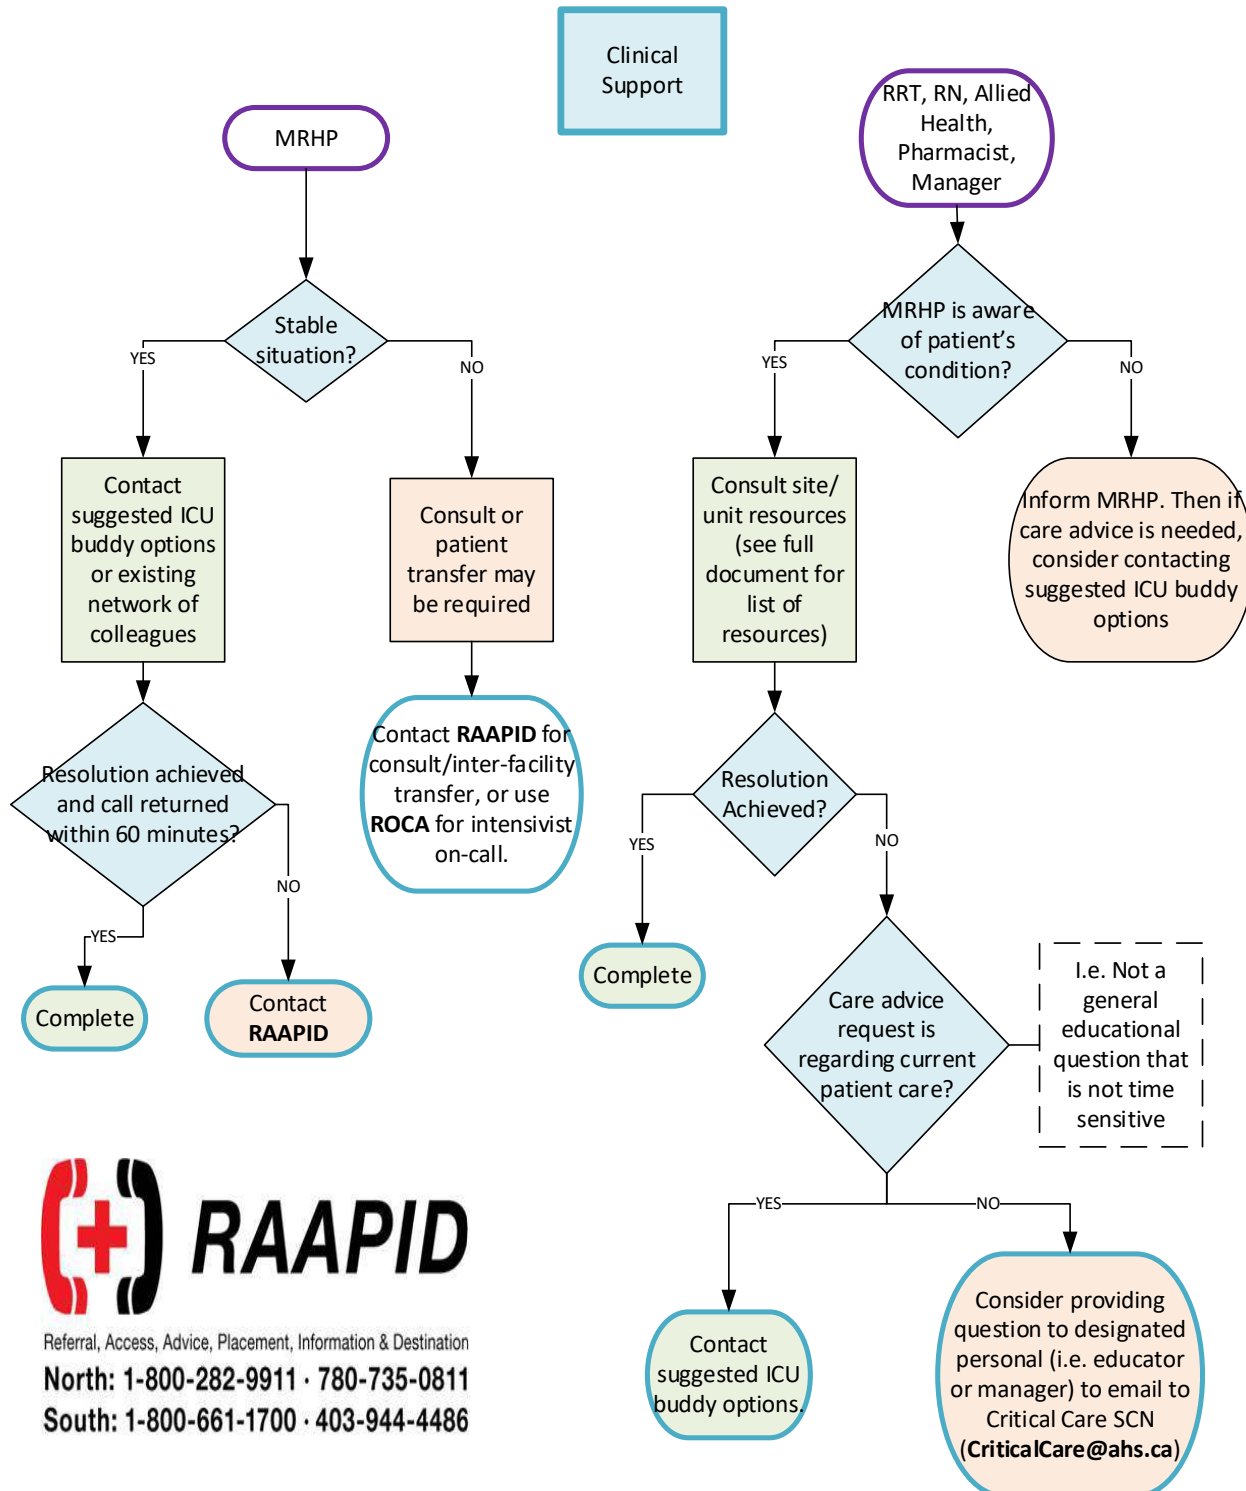 Clinical
Support
MRHP
Stable
situation?
YES
NO
Contact
suggested ICU
buddy options
or existing
network of
colleagues
Consult or
patient
transfer may
be required
Resolution achieved
and call returned
within 60 minutes?
Contact RAAPID for
consult/inter-facility
transfer, or use
ROCA for intensivist
on-call.
YES
NO
Complete
Contact
RAAPID
RRT, RN, Allied
Health,
Pharmacist,
Manager
MRHP is aware
of patient's
condition?
YES
NO
Consult site/
unit resources
(see full
document for
list of
resources)
Inform MRHP. Then if
care advice is needed,
consider contacting
suggested ICU buddy
options
Resolution
Achieved?
YES
NO
Complete
Care advice
request is
regarding current
patient care?
I.e. Not a
general
educational
question that
is not time
sensitive
YES
NO
Contact
suggested ICU
buddy options.
Consider providing
question to designated
personal (i.e. educator
or manager) to email to
Critical Care SCN
(CriticalCare@ahs.ca)
RAAPID
Referral, Access, Advice, Placement, Information & Destination
North: 1-800-282-9911 · 780-735-0811
South: 1-800-661-1700 · 403-944-4486